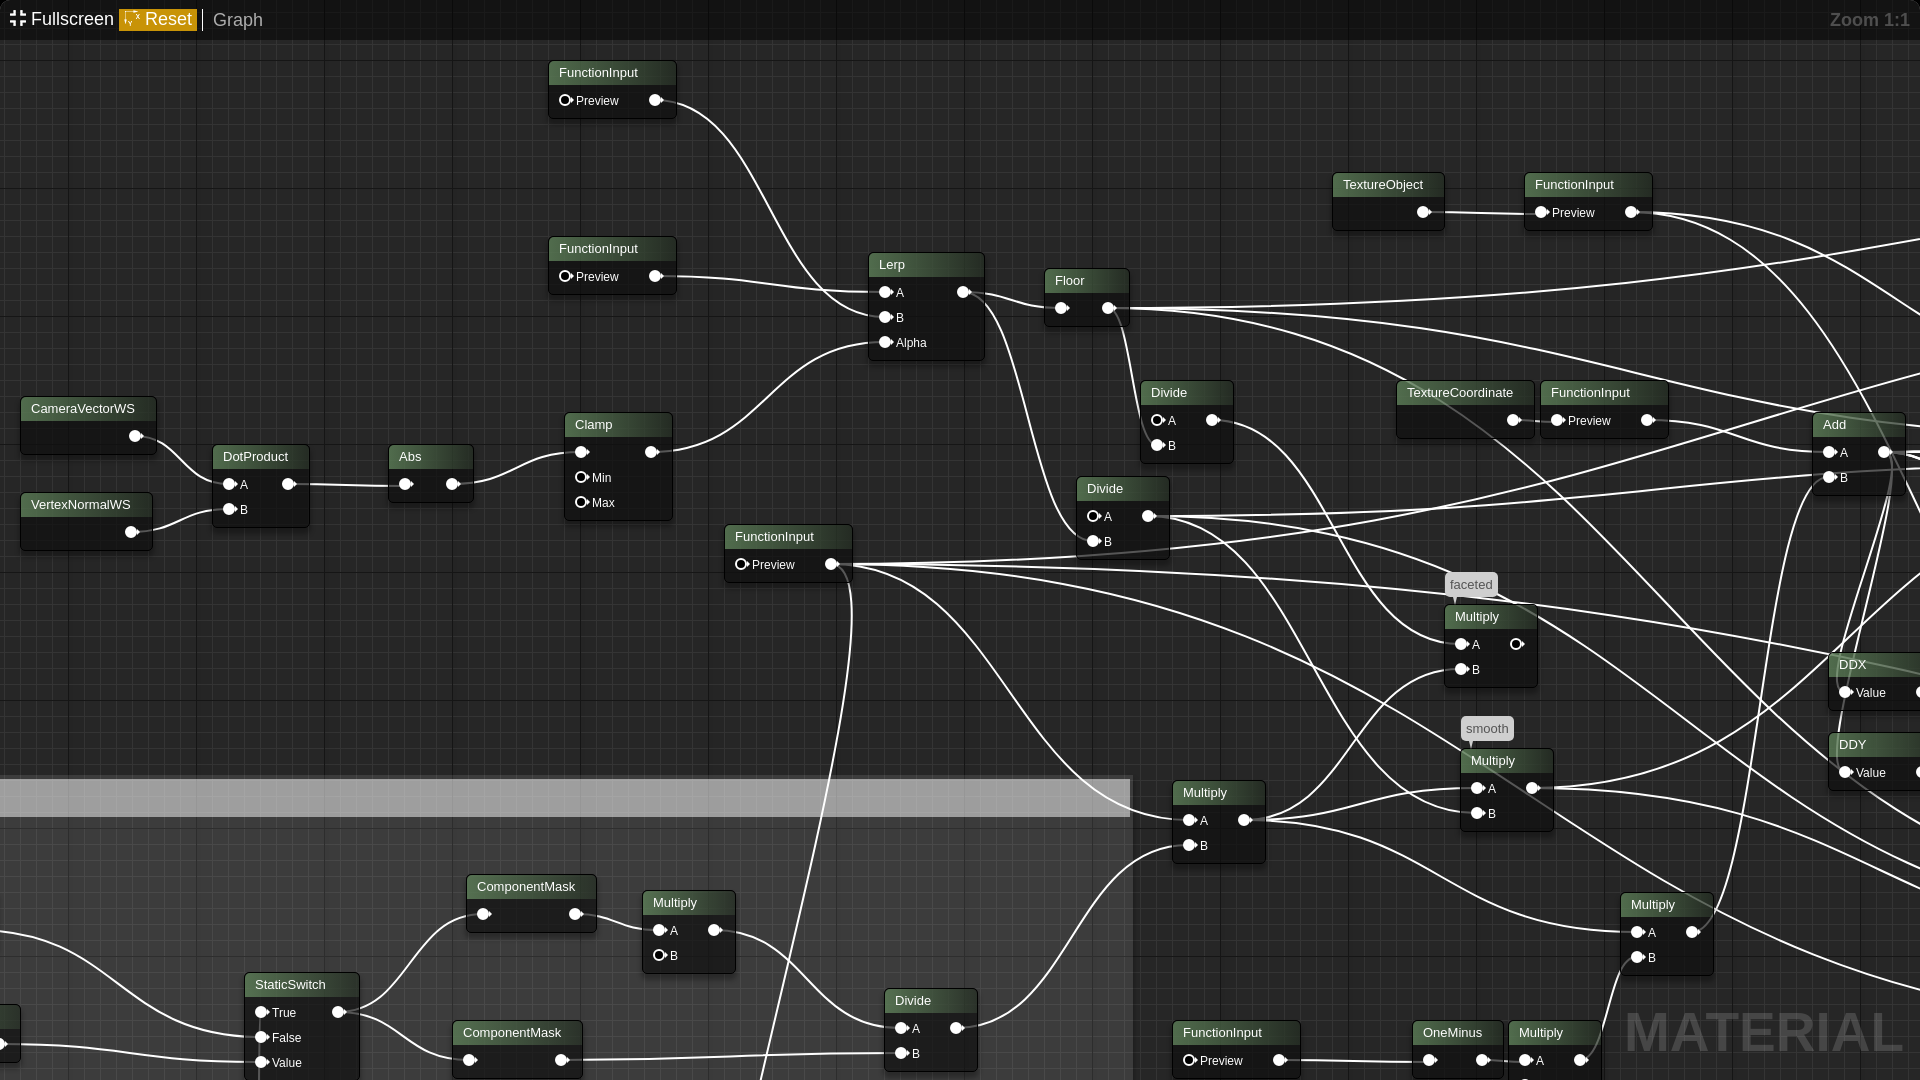 Fullscreen Reset Graph Zoom 1:1
FunctionInput
Preview
TextureObject
FunctionInput
Preview
FunctionInput
Preview
Lerp
A
B
Alpha
Floor
Divide
A
B
TextureCoordinate
FunctionInput
Preview
CameraVectorWS
Clamp
Min
Max
Add
A
B
DotProduct
A
B
Abs
VertexNormalWS
Divide
A
B
FunctionInput
Preview
faceted
Multiply
A
B
DDX
Value
smooth
Multiply
A
B
DDY
Value
Multiply
A
B
ComponentMask
Multiply
A
B
Multiply
A
B
StaticSwitch
True
False
Value
Divide
A
B
ComponentMask
FunctionInput
Preview
OneMinus
Multiply
A
MATERIAL